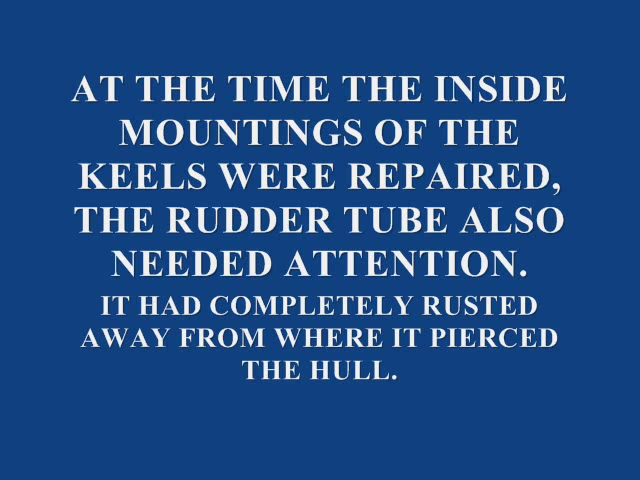 AT THE TIME THE INSIDE
MOUNTINGS OF THE
KEELS WERE REPAIRED,
THE RUDDER TUBE ALSO
NEEDED ATTENTION.
IT HAD COMPLETELY RUSTED
AWAY FROM WHERE IT PIERCED
THE HULL.